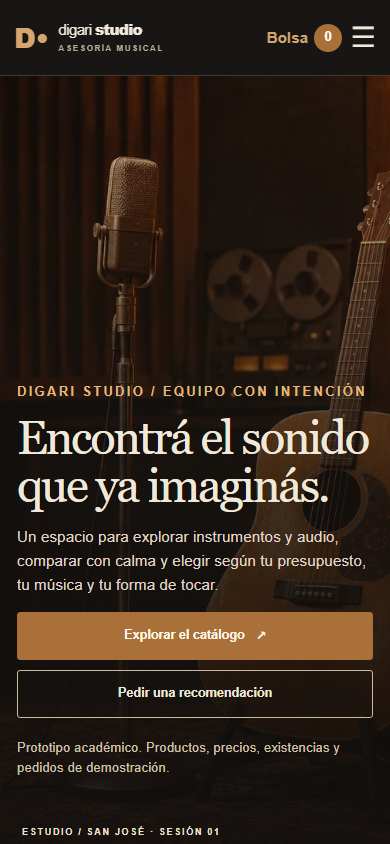 D•
digari studio
ASESORÍA MUSICAL
Bolsa 0
DIGARI STUDIO / EQUIPO CON INTENCIÓN
Encontrá el sonido
que ya imaginás.
Un espacio para explorar instrumentos y audio,
comparar con calma y elegir según tu presupuesto,
tu música y tu forma de tocar.
Explorar el catálogo ↗
Pedir una recomendación
Prototipo académico. Productos, precios, existencias y
pedidos de demostración.
ESTUDIO / SAN JOSÉ · SESIÓN 01